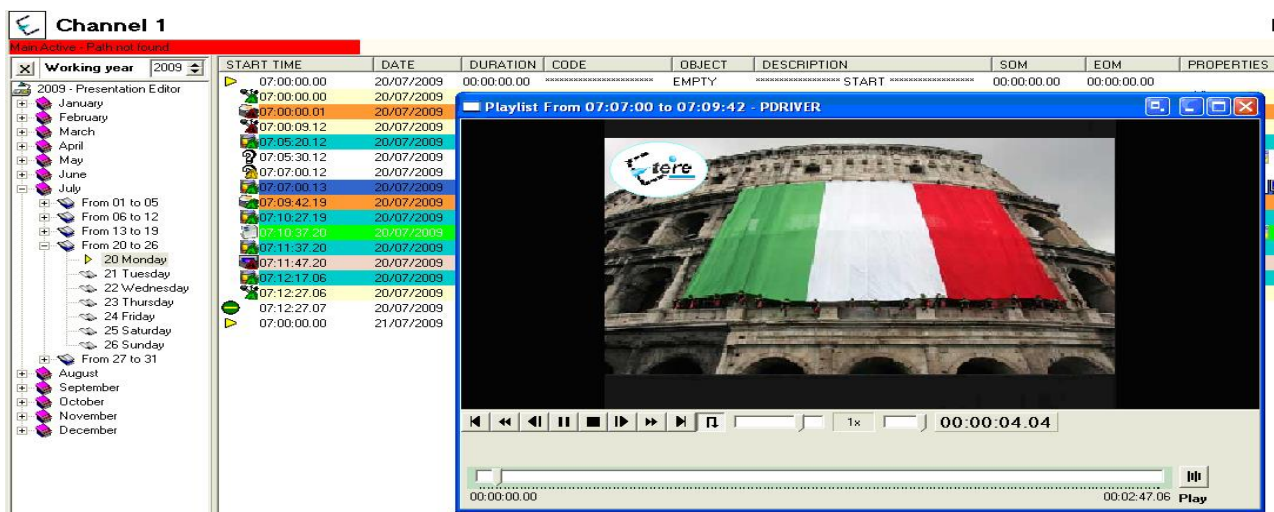 Channel 1
Main Active - Path not found
Working year 2009
2009 - Presentation Editor
January
February
March
April
May
June
July
From 01 to 05
From 06 to 12
From 13 to 19
From 20 to 26
20 Monday
21 Tuesday
22 Wednesday
23 Thursday
24 Friday
25 Saturday
26 Sunday
From 27 to 31
August
September
October
November
December
START TIME DATE DURATION CODE OBJECT DESCRIPTION SOM EOM PROPERTIES
07:00:00.00 20/07/2009 00:00:00.00 ************************ EMPTY ****************** START ****************** 00:00:00.00 00:00:00.00
07:00:00.00 20/07/2009
07:00:00.01 20/07/2009
07:00:09.12 20/07/2009
07:05:20.12 20/07/2009
07:05:30.12 20/07/2009
07:07:00.12 20/07/2009
07:07:00.13 20/07/2009
07:09:42.19 20/07/2009
07:10:27.19 20/07/2009
07:10:37.20 20/07/2009
07:11:37.20 20/07/2009
07:11:47.20 20/07/2009
07:12:17.06 20/07/2009
07:12:27.06 20/07/2009
07:12:27.07 20/07/2009
07:00:00.00 21/07/2009
Playlist From 07:07:00 to 07:09:42 - PDRIVER
Etere
1x 00:00:04.04
00:00:00.00 00:02:47.06 Play